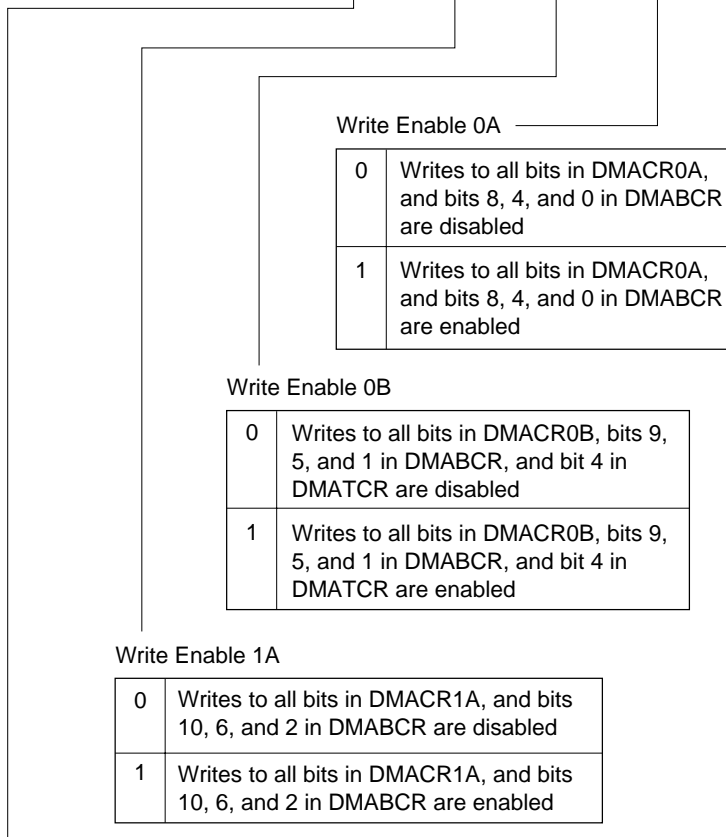 Write Enable 0A
0 Writes to all bits in DMACR0A,
and bits 8, 4, and 0 in DMABCR
are disabled
1 Writes to all bits in DMACR0A,
and bits 8, 4, and 0 in DMABCR
are enabled
Write Enable 0B
0 Writes to all bits in DMACR0B, bits 9,
5, and 1 in DMABCR, and bit 4 in
DMATCR are disabled
1 Writes to all bits in DMACR0B, bits 9,
5, and 1 in DMABCR, and bit 4 in
DMATCR are enabled
Write Enable 1A
0 Writes to all bits in DMACR1A, and bits
10, 6, and 2 in DMABCR are disabled
1 Writes to all bits in DMACR1A, and bits
10, 6, and 2 in DMABCR are enabled